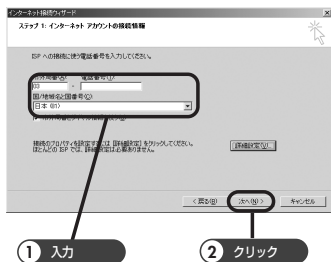 インターネット接続ウィザード
ステップ 1: インターネット アカウントの接続情報
ISP への接続に使う電話番号を入力してください。
市外局番(A): 電話番号(T):
03 -
国/地域名と国番号(C):
日本 (81)
接続のプロパティを設定するには [詳細設定] をクリックしてください。
ほとんどの ISP では、詳細設定は必要ありません。
詳細設定(V)...
< 戻る(B) 次へ(N) > キャンセル
1 入力
2 クリック